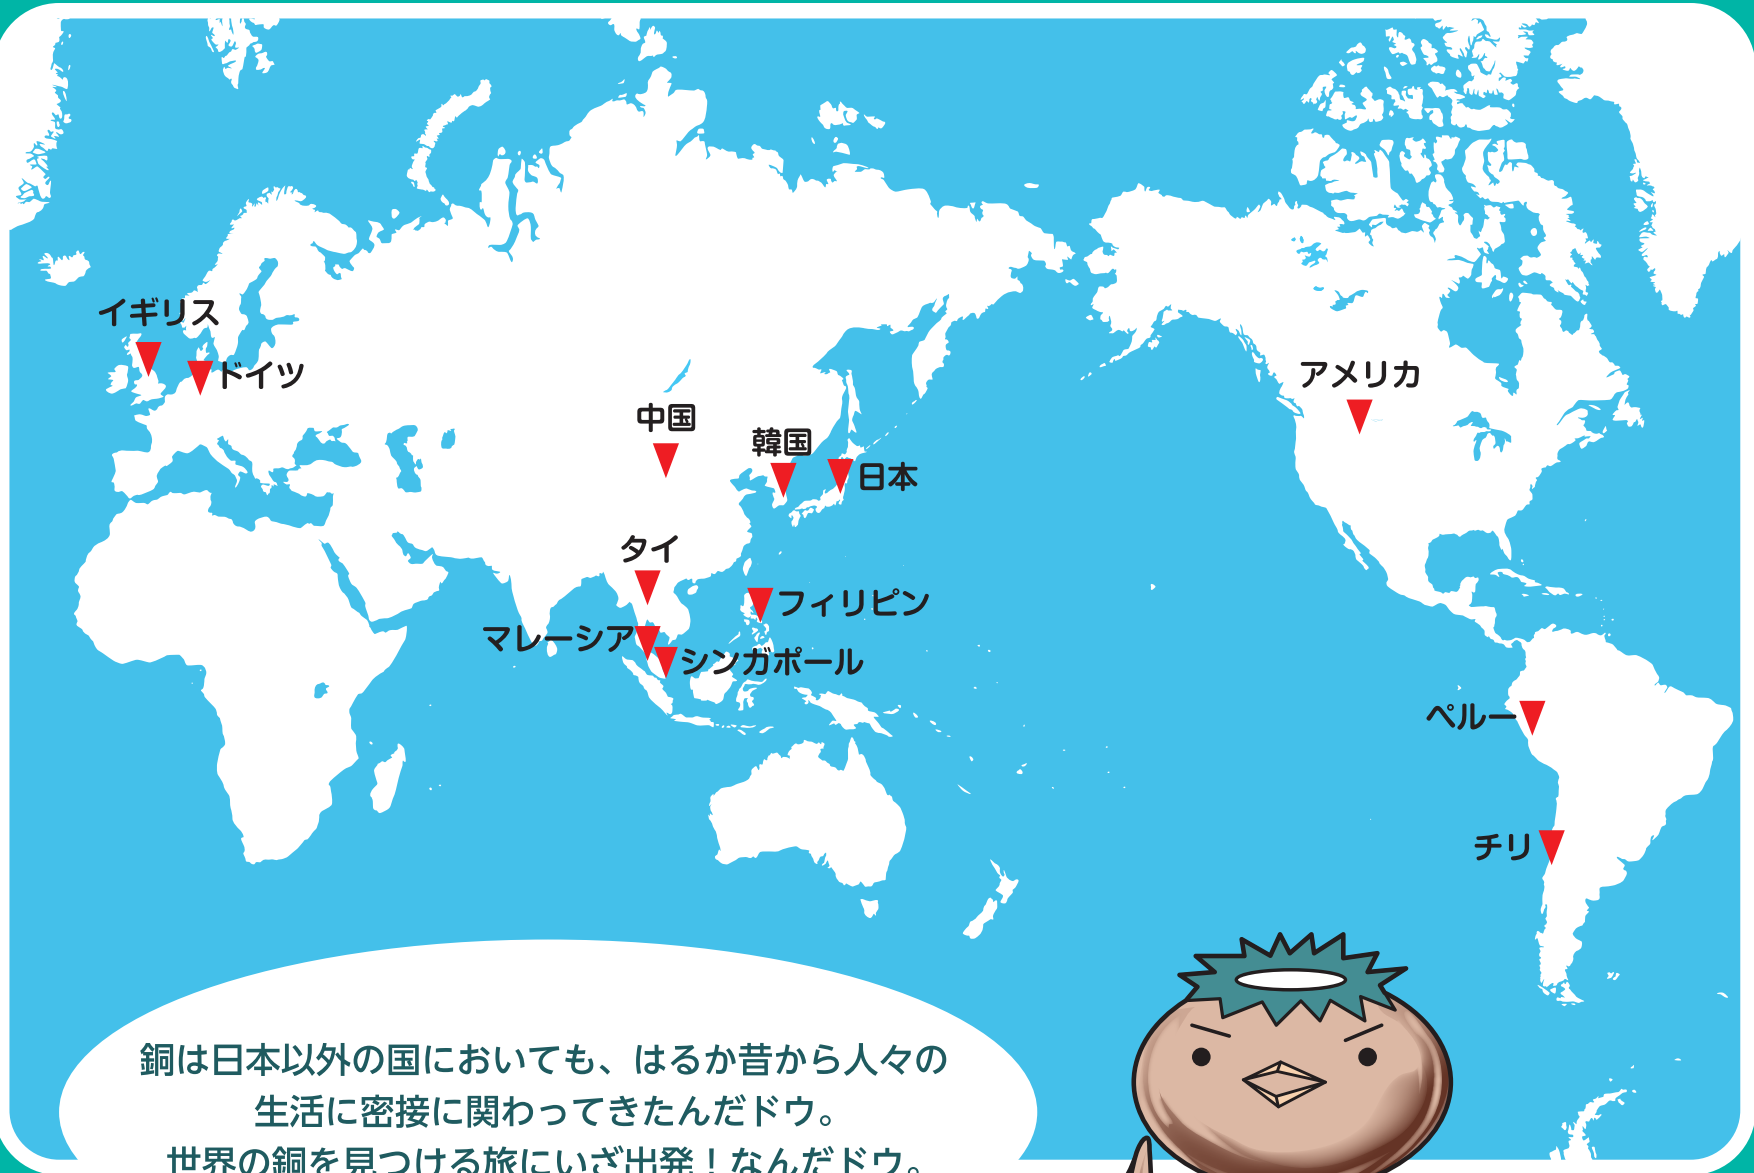 イギリス
ドイツ
アメリカ
中国
韓国
日本
タイ
フィリピン
マレーシア
シンガポール
ペルー
チリ
銅は日本以外の国においても、はるか昔から人々の
生活に密接に関わってきたんだドウ。
世界の銅を見つける旅にいざ出発！なんだドウ。